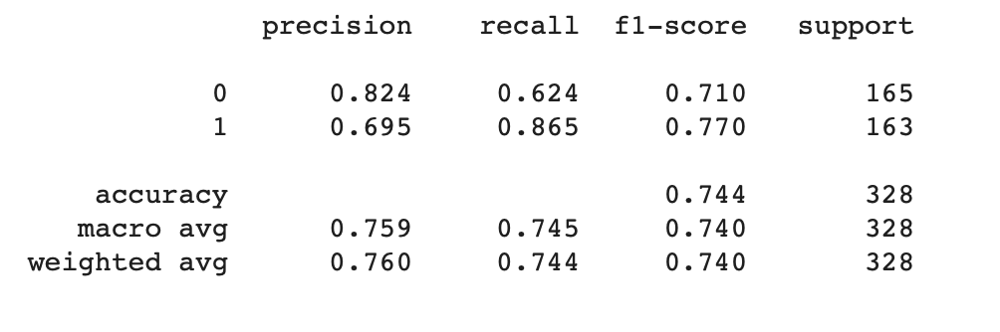 precision recall f1-score support
0 0.824 0.624 0.710 165
1 0.695 0.865 0.770 163
accuracy 0.744 328
macro avg 0.759 0.745 0.740 328
weighted avg 0.760 0.744 0.740 328